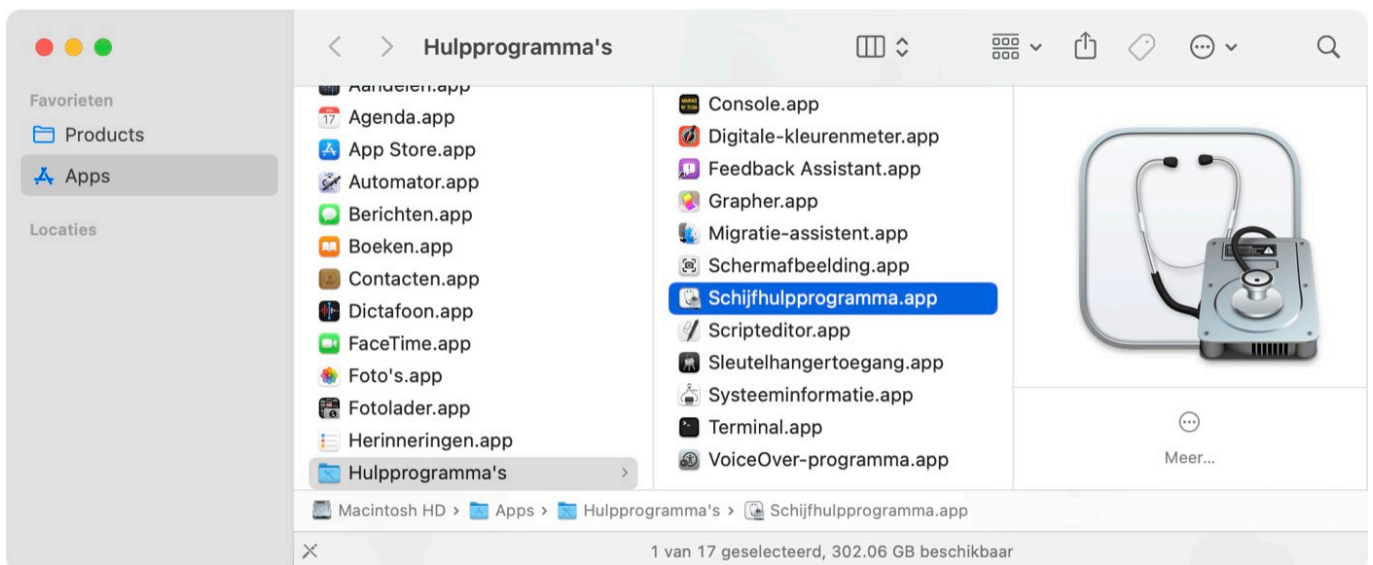 Hulpprogramma's
Favorieten
Products
Apps
Locaties
Aandelen.app
Agenda.app
App Store.app
Automator.app
Berichten.app
Boeken.app
Contacten.app
Dictafoon.app
FaceTime.app
Foto's.app
Fotolader.app
Herinneringen.app
Hulpprogramma's
Console.app
Digitale-kleurenmeter.app
Feedback Assistant.app
Grapher.app
Migratie-assistent.app
Schermafbeelding.app
Schijfhulpprogramma.app
Scripteditor.app
Sleutelhangertoegang.app
Systeeminformatie.app
Terminal.app
VoiceOver-programma.app
Meer...
Macintosh HD › Apps › Hulpprogramma's › Schijfhulpprogramma.app
1 van 17 geselecteerd, 302.06 GB beschikbaar